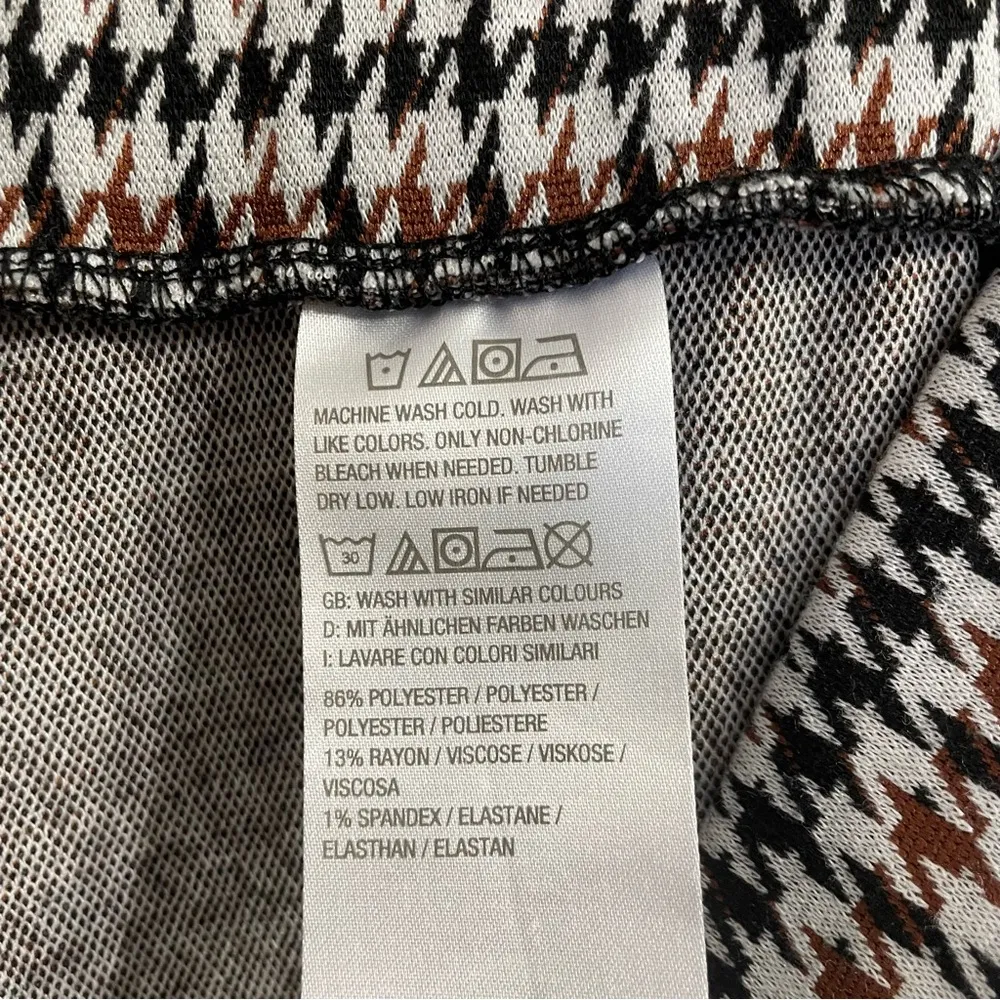 MACHINE WASH COLD. WASH WITH
LIKE COLORS. ONLY NON-CHLORINE
BLEACH WHEN NEEDED. TUMBLE
DRY LOW. LOW IRON IF NEEDED
30
GB: WASH WITH SIMILAR COLOURS
D: MIT ÄHNLICHEN FARBEN WASCHEN
I: LAVARE CON COLORI SIMILARI
86% POLYESTER / POLYESTER /
POLYESTER / POLIESTERE
13% RAYON / VISCOSE / VISKOSE /
VISCOSA
1% SPANDEX / ELASTANE /
ELASTHAN / ELASTAN